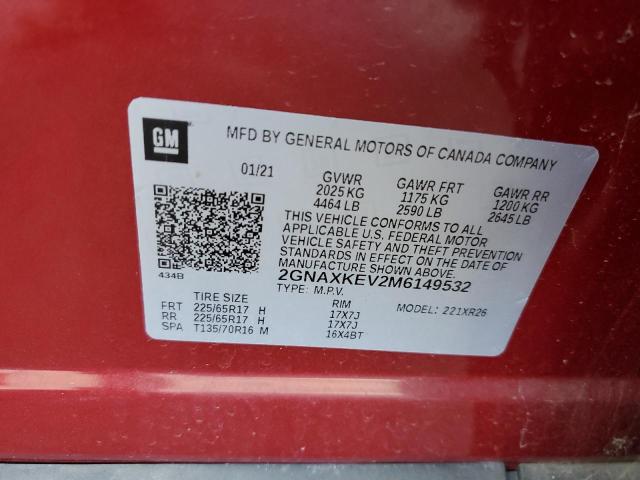 GM
MFD BY GENERAL MOTORS OF CANADA COMPANY
01/21
GVWR GAWR FRT GAWR RR
2025 KG 1175 KG 1200 KG
4464 LB 2590 LB 2645 LB
THIS VEHICLE CONFORMS TO ALL
APPLICABLE U.S. FEDERAL MOTOR
VEHICLE SAFETY AND THEFT PREVENTION
STANDARDS IN EFFECT ON THE DATE OF
MANUFACTURE SHOWN ABOVE.
434B
2GNAXKEV2M6149532
TYPE: M.P.V. MODEL: 221XR26
TIRE SIZE RIM
FRT 225/65R17 H 17X7J
RR 225/65R17 H 17X7J
SPA T135/70R16 M 16X4BT